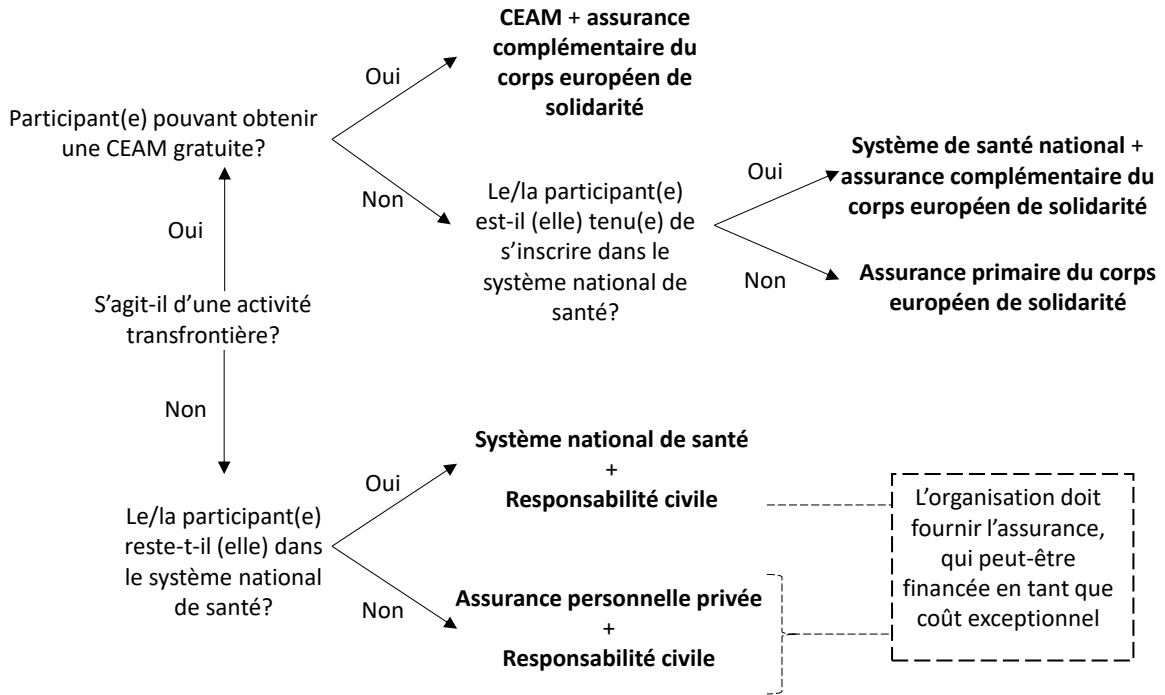 CEAM + assurance
complémentaire du
corps européen de
solidarité
Oui
Participant(e) pouvant obtenir
une CEAM gratuite?
Non
Le/la participant(e)
est-il (elle) tenu(e) de
s’inscrire dans le
système national de
santé?
Oui
Système de santé national +
assurance complémentaire du
corps européen de solidarité
Non
Assurance primaire du corps
européen de solidarité
Oui
S’agit-il d’une activité
transfrontière?
Non
Le/la participant(e)
reste-t-il (elle) dans
le système national
de santé?
Oui
Système national de santé
+
Responsabilité civile
Non
Assurance personnelle privée
+
Responsabilité civile
L’organisation doit
fournir l’assurance,
qui peut-être
financée en tant que
coût exceptionnel